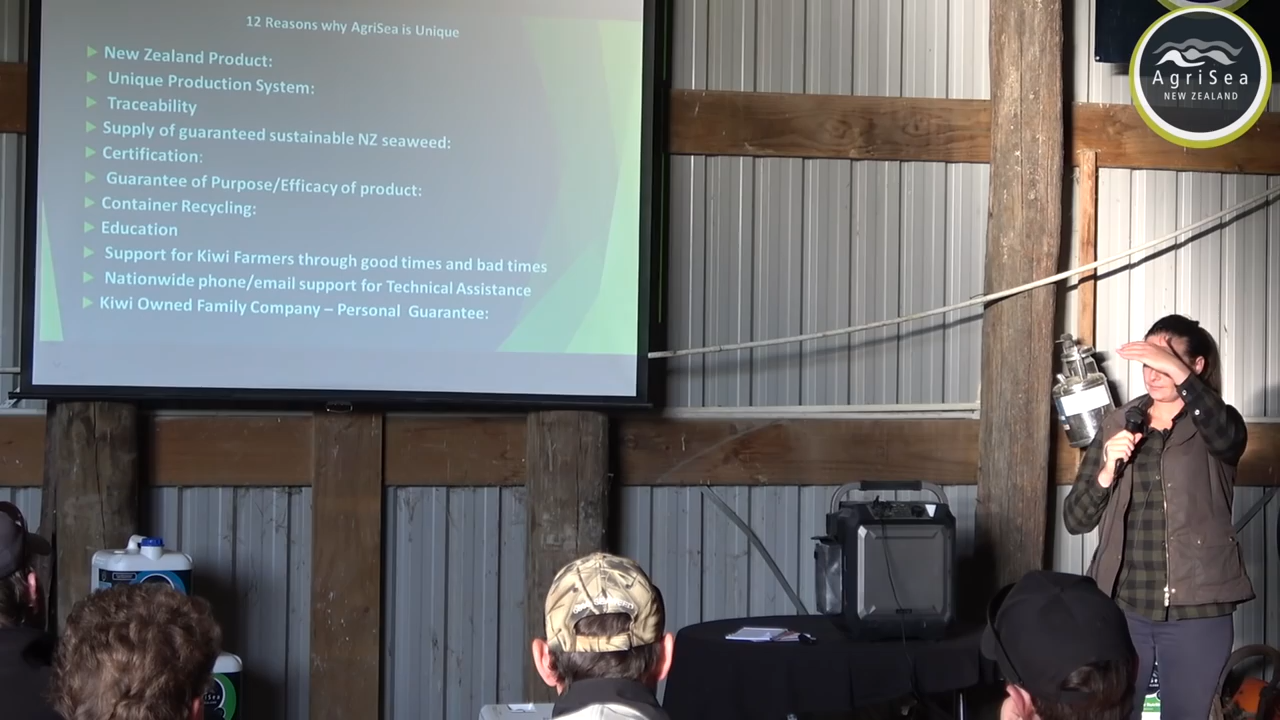 12 Reasons why AgriSea is Unique
New Zealand Product:
Unique Production System:
Traceability
Supply of guaranteed sustainable NZ seaweed:
Certification:
Guarantee of Purpose/Efficacy of product:
Container Recycling:
Education
Support for Kiwi Farmers through good times and bad times
Nationwide phone/email support for Technical Assistance
Kiwi Owned Family Company – Personal Guarantee:
AgriSea
NEW ZEALAND